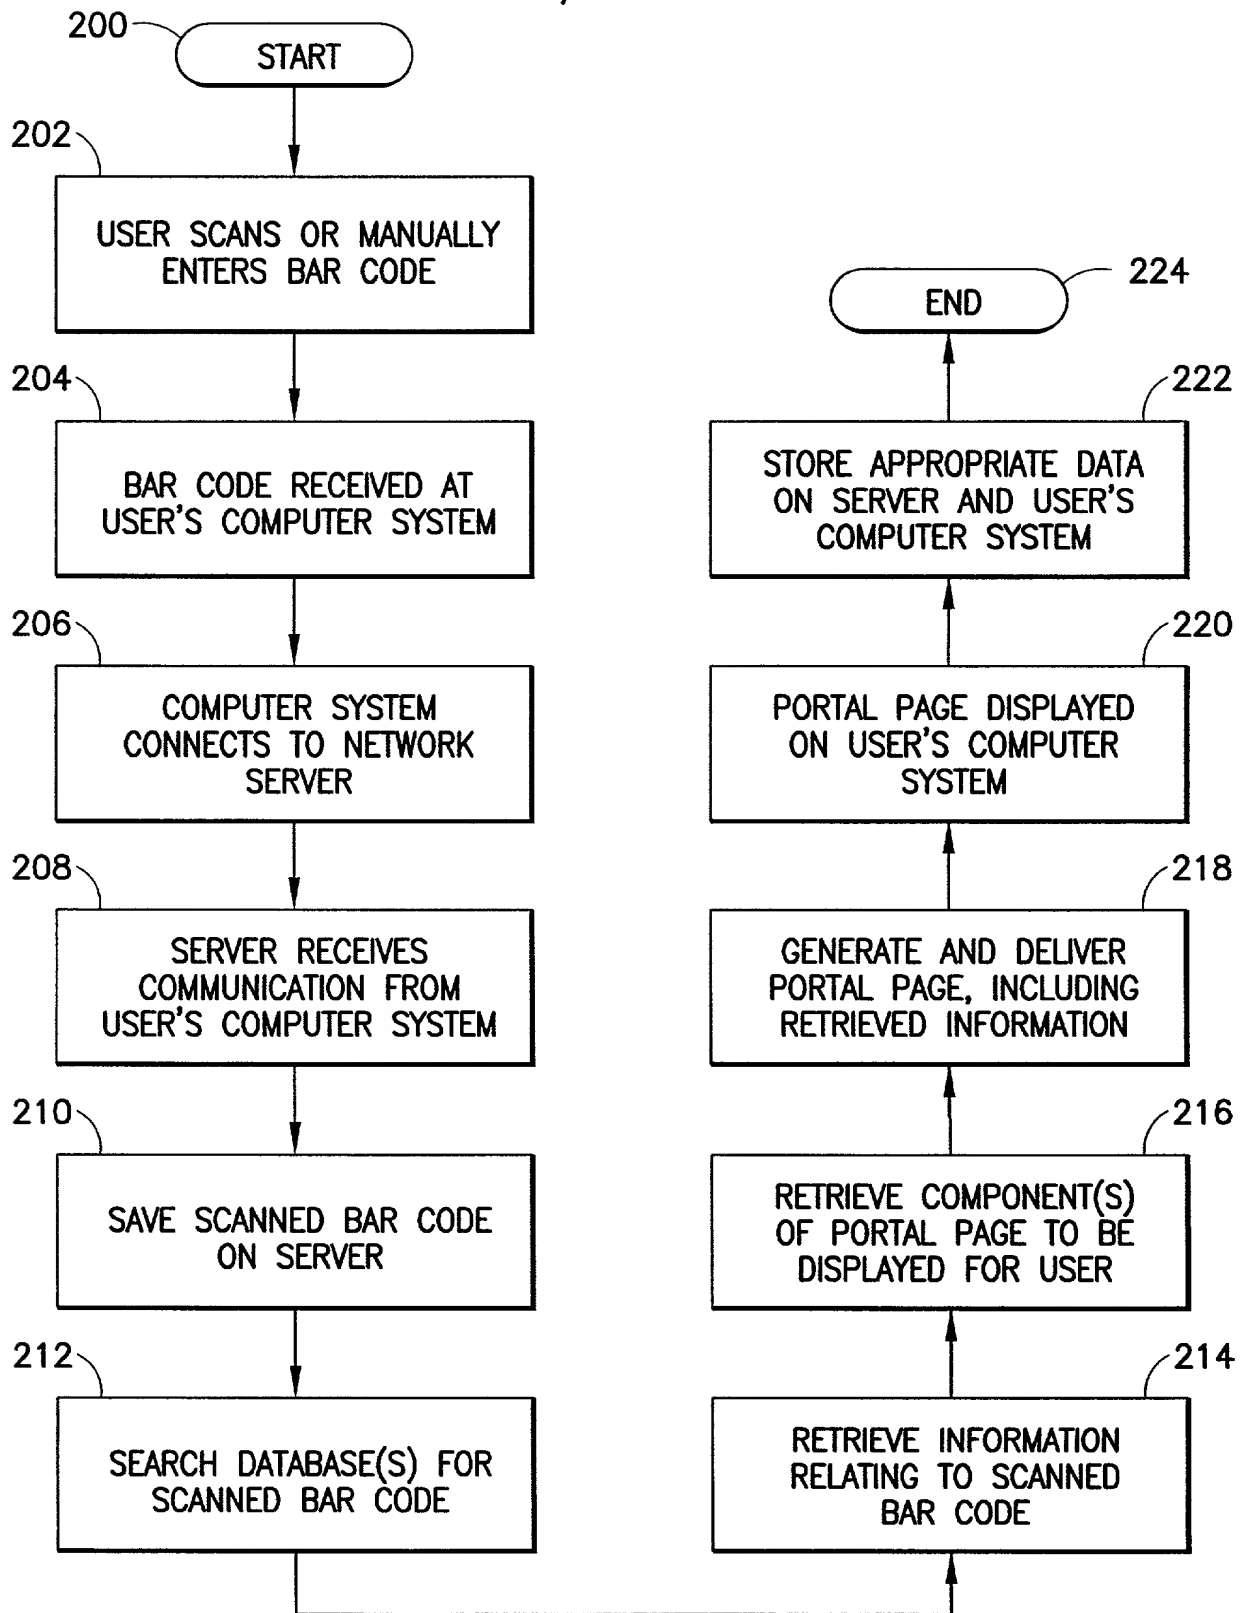 200
START
202
USER SCANS OR MANUALLY
ENTERS BAR CODE
204
BAR CODE RECEIVED AT
USER'S COMPUTER SYSTEM
206
COMPUTER SYSTEM
CONNECTS TO NETWORK
SERVER
208
SERVER RECEIVES
COMMUNICATION FROM
USER'S COMPUTER SYSTEM
210
SAVE SCANNED BAR CODE
ON SERVER
212
SEARCH DATABASE(S) FOR
SCANNED BAR CODE
214
RETRIEVE INFORMATION
RELATING TO SCANNED
BAR CODE
216
RETRIEVE COMPONENT(S)
OF PORTAL PAGE TO BE
DISPLAYED FOR USER
218
GENERATE AND DELIVER
PORTAL PAGE, INCLUDING
RETRIEVED INFORMATION
220
PORTAL PAGE DISPLAYED
ON USER'S COMPUTER
SYSTEM
222
STORE APPROPRIATE DATA
ON SERVER AND USER'S
COMPUTER SYSTEM
224
END